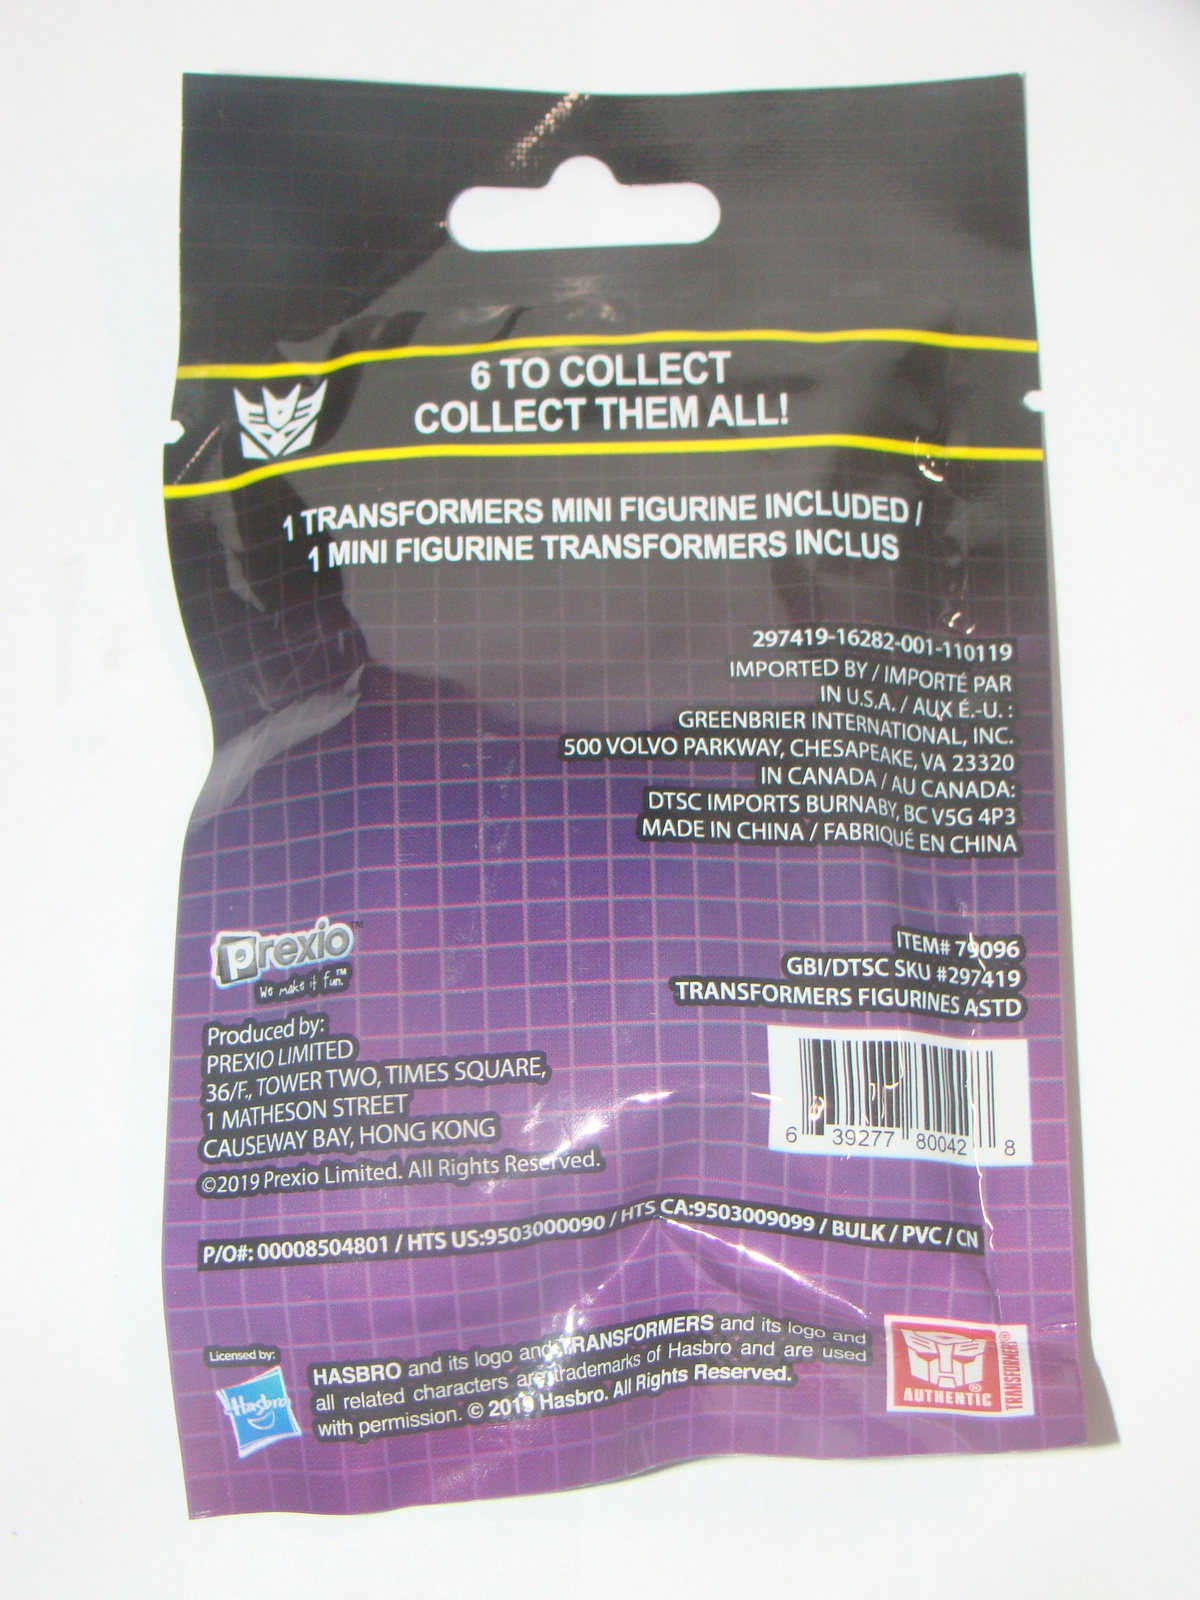 6 TO COLLECT
COLLECT THEM ALL!
1 TRANSFORMERS MINI FIGURINE INCLUDED /
1 MINI FIGURINE TRANSFORMERS INCLUS
297419-16282-001-110119
IMPORTED BY / IMPORTÉ PAR
IN U.S.A. / AUX É.-U. :
GREENBRIER INTERNATIONAL, INC.
500 VOLVO PARKWAY, CHESAPEAKE, VA 23320
IN CANADA / AU CANADA:
DTSC IMPORTS BURNABY, BC V5G 4P3
MADE IN CHINA / FABRIQUÉ EN CHINA
prexio™
We make it fun.™
Produced by:
PREXIO LIMITED
36/F., TOWER TWO, TIMES SQUARE,
1 MATHESON STREET
CAUSEWAY BAY, HONG KONG
©2019 Prexio Limited. All Rights Reserved.
ITEM# 79096
GBI/DTSC SKU #297419
TRANSFORMERS FIGURINES ASTD
6 39277 80042 8
P/O#: 00008504801 / HTS US:9503000090 / HTS CA:9503009099 / BULK / PVC / CN
Licensed by:
Hasbro
HASBRO and its logo and TRANSFORMERS and its logo and
all related characters are trademarks of Hasbro and are used
with permission. © 2019 Hasbro. All Rights Reserved.
AUTHENTIC
TRANSFORMERS®